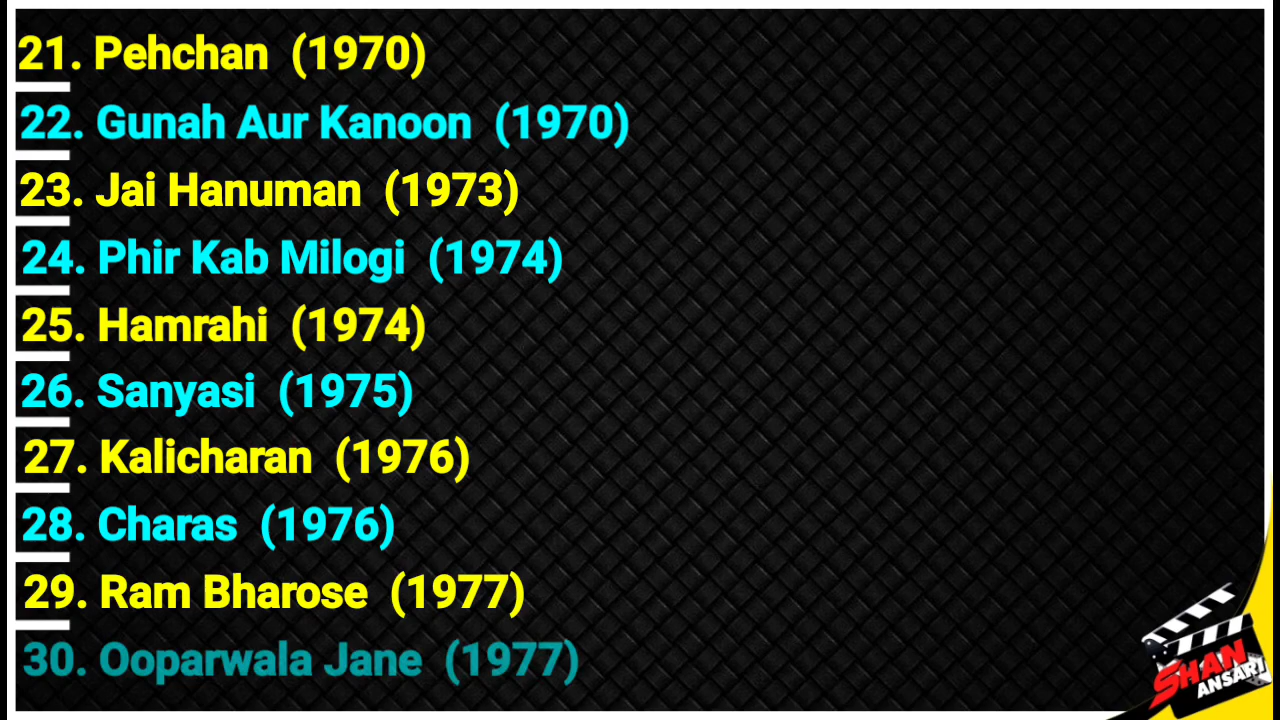 21. Pehchan (1970)
22. Gunah Aur Kanoon (1970)
23. Jai Hanuman (1973)
24. Phir Kab Milogi (1974)
25. Hamrahi (1974)
26. Sanyasi (1975)
27. Kalicharan (1976)
28. Charas (1976)
29. Ram Bharose (1977)
30. Ooparwala Jane (1977)
SHAN
ANSARI